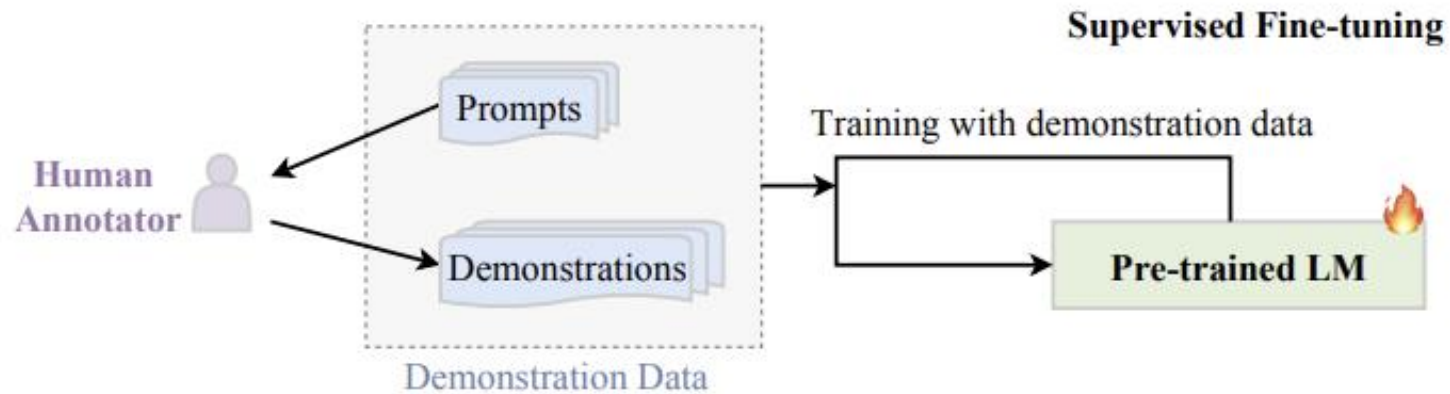 Supervised Fine-tuning
Prompts
Training with demonstration data
Human
Annotator
Demonstrations
Pre-trained LM
Demonstration Data